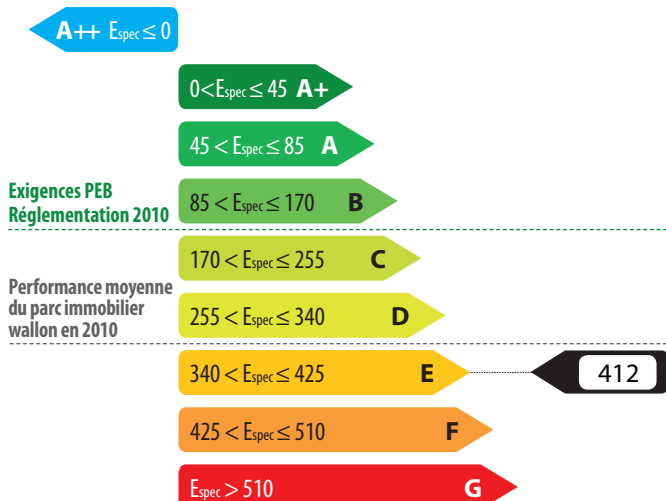 A++ Espec ≤ 0
0<Espec ≤ 45 A+
45 < Espec ≤ 85 A
Exigences PEB
Réglementation 2010
85 < Espec ≤ 170 B
170 < Espec ≤ 255 C
Performance moyenne
du parc immobilier
wallon en 2010
255 < Espec ≤ 340 D
340 < Espec ≤ 425 E
412
425 < Espec ≤ 510 F
Espec > 510 G